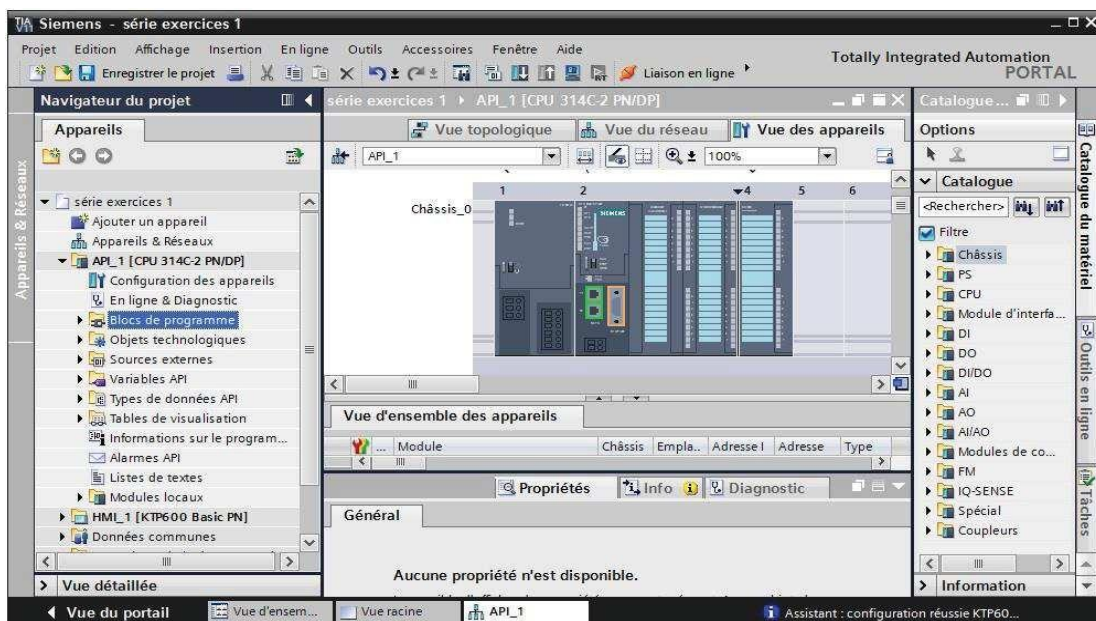 Siemens - série exercices 1
Projet Edition Affichage Insertion En ligne Outils Accessoires Fenêtre Aide
Totally Integrated Automation
PORTAL
Enregistrer le projet
Liaison en ligne
Navigateur du projet
série exercices 1 API_1 [CPU 314C-2 PN/DP]
Catalogue...
Appareils
Vue topologique
Vue du réseau
Vue des appareils
Options
API_1
100%
Appareils & Réseaux
série exercices 1
Ajouter un appareil
Appareils & Réseaux
API_1 [CPU 314C-2 PN/DP]
Configuration des appareils
En ligne & Diagnostic
Blocs de programme
Objets technologiques
Sources externes
Variables API
Types de données API
Tables de visualisation
Informations sur le program...
Alarmes API
Listes de textes
Modules locaux
HMI_1 [KTP600 Basic PN]
Données communes
Vue détaillée
1 2 4 5 6
Châssis_0
SIEMENS
Vue d'ensemble des appareils
... Module Châssis Empla.. Adresse I Adresse Type
Propriétés
Info
Diagnostic
Général
Aucune propriété n'est disponible.
Catalogue
<Rechercher>
Filtre
Châssis
PS
CPU
Module d'interfa...
DI
DO
DI/DO
AI
AO
AI/AO
Modules de co...
FM
IQ-SENSE
Spécial
Coupleurs
Information
Catalogue du matériel
Outils en ligne
Tâches
Vue du portail
Vue d'ensem...
Vue racine
API_1
Assistant : configuration réussie KTP60...